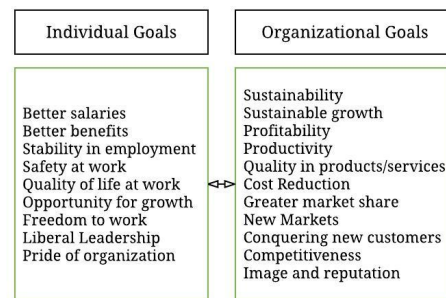 Individual Goals
Organizational Goals
Better salaries
Better benefits
Stability in employment
Safety at work
Quality of life at work
Opportunity for growth
Freedom to work
Liberal Leadership
Pride of organization
Sustainability
Sustainable growth
Profitability
Productivity
Quality in products/services
Cost Reduction
Greater market share
New Markets
Conquering new customers
Competitiveness
Image and reputation